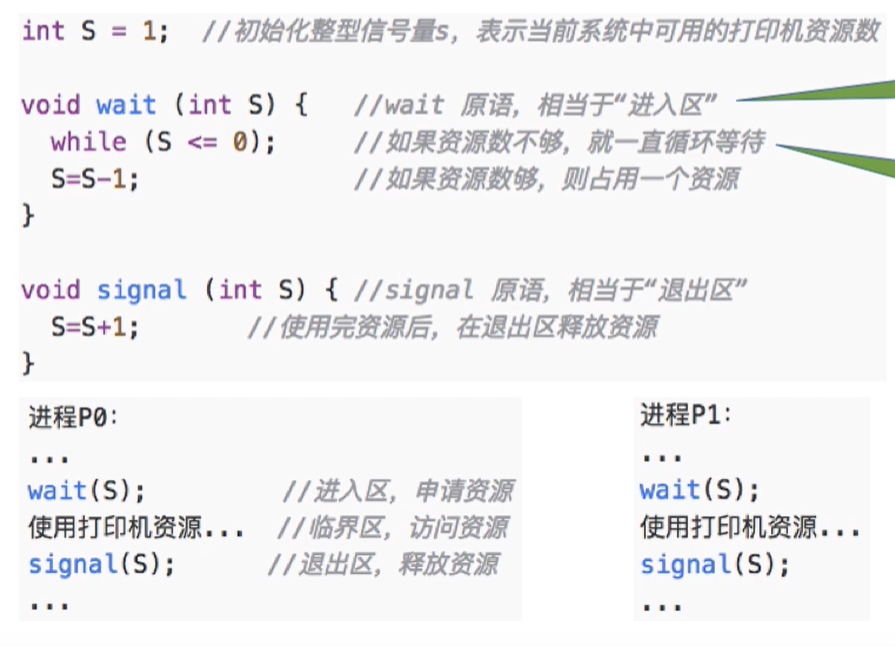 int S = 1;  //初始化整型信号量s，表示当前系统中可用的打印机资源数
void wait (int S) {   //wait 原语，相当于“进入区”
while (S <= 0);   //如果资源数不够，就一直循环等待
S=S-1;   //如果资源数够，则占用一个资源
}
void signal (int S) { //signal 原语，相当于“退出区”
S=S+1;   //使用完资源后，在退出区释放资源
}
进程P0：
...
wait(S);   //进入区，申请资源
使用打印机资源...  //临界区，访问资源
signal(S);   //退出区，释放资源
...
进程P1：
...
wait(S);
使用打印机资源...
signal(S);
...